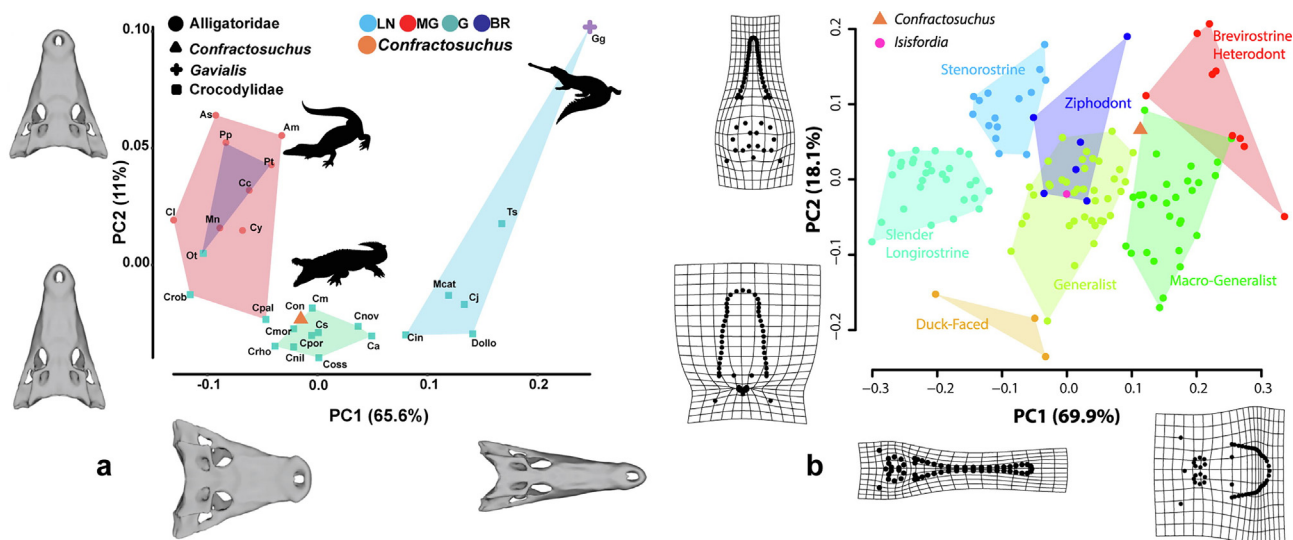 Alligatoridae
Confractosuchus
Gavialis
Crocodylidae
LN MG G BR
Confractosuchus
0.10
0.05
0.00
PC2 (11%)
Gg
As
Am
Pp
Pt
Cc
Cl
Mn
Cy
Ot
Ts
Crob
Cpal
Con
Cm
Mcat
Cj
Cmor
Cs
Cnov
Crho
Cpor
Cnil
Coss
Ca
Cin
Dollo
-0.1
0.0
0.1
0.2
PC1 (65.6%)
a
0.2
0.1
0.0
−0.1
−0.2
PC2 (18.1%)
Confractosuchus
Isisfordia
Brevirostrine
Heterodont
Stenorostrine
Ziphodont
Slender
Longirostrine
Generalist
Macro-Generalist
Duck-Faced
−0.3
−0.2
−0.1
0.0
0.1
0.2
0.3
PC1 (69.9%)
b